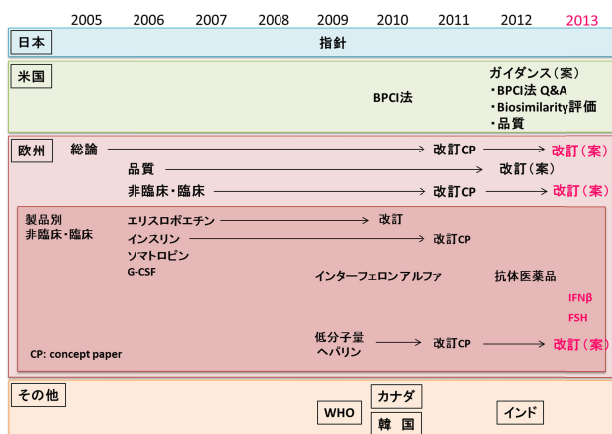 2005 2006 2007 2008 2009 2010 2011 2012 2013
日本 指針
米国 ガイダンス（案）
BPCI法 ・BPCI法 Q&A
・Biosimilarity評価
・品質
欧州 総論 改訂CP 改訂（案）
品質 改訂（案）
非臨床・臨床 改訂CP 改訂（案）
製品別 エリスロポエチン 改訂
非臨床・臨床 インスリン 改訂CP
ソマトロピン
G-CSF インターフェロン アルファ 抗体医薬品
IFNβ
FSH
低分子量 改訂CP 改訂（案）
ヘパリン
CP: concept paper
その他 カナダ
WHO インド
韓 国